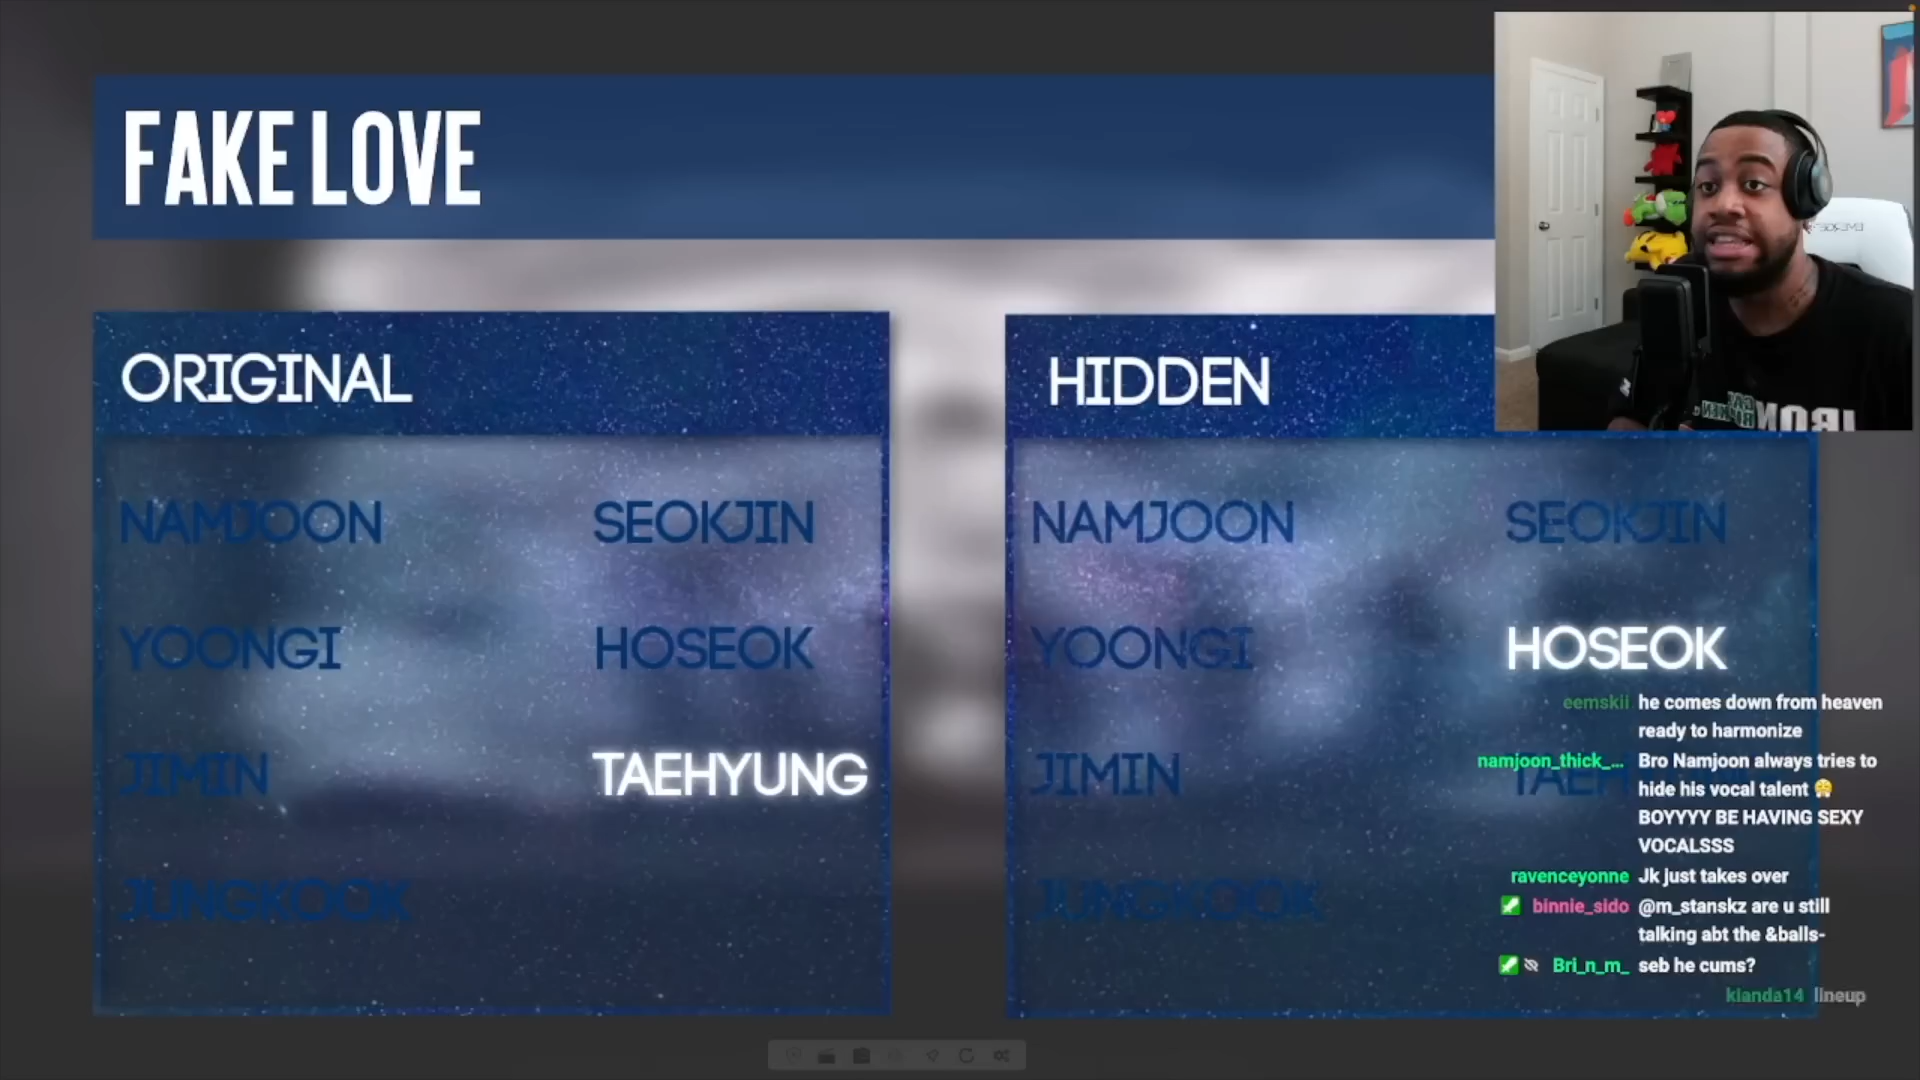 FAKE LOVE
ORIGINAL
NAMJOON SEOKJIN
YOONGI HOSEOK
JIMIN TAEHYUNG
JUNGKOOK
HIDDEN
NAMJOON SEOKJIN
YOONGI HOSEOK
JIMIN TAEH
JUNGKOOK
eemskii he comes down from heaven
ready to harmonize
namjoon_thick_... Bro Namjoon always tries to
hide his vocal talent 😤
BOYYYY BE HAVING SEXY
VOCALSSS
ravenceyonne Jk just takes over
binnie_sido @m_stanskz are u still
talking abt the &balls-
Bri_n_m_ seb he cums?
kianda14 lineup